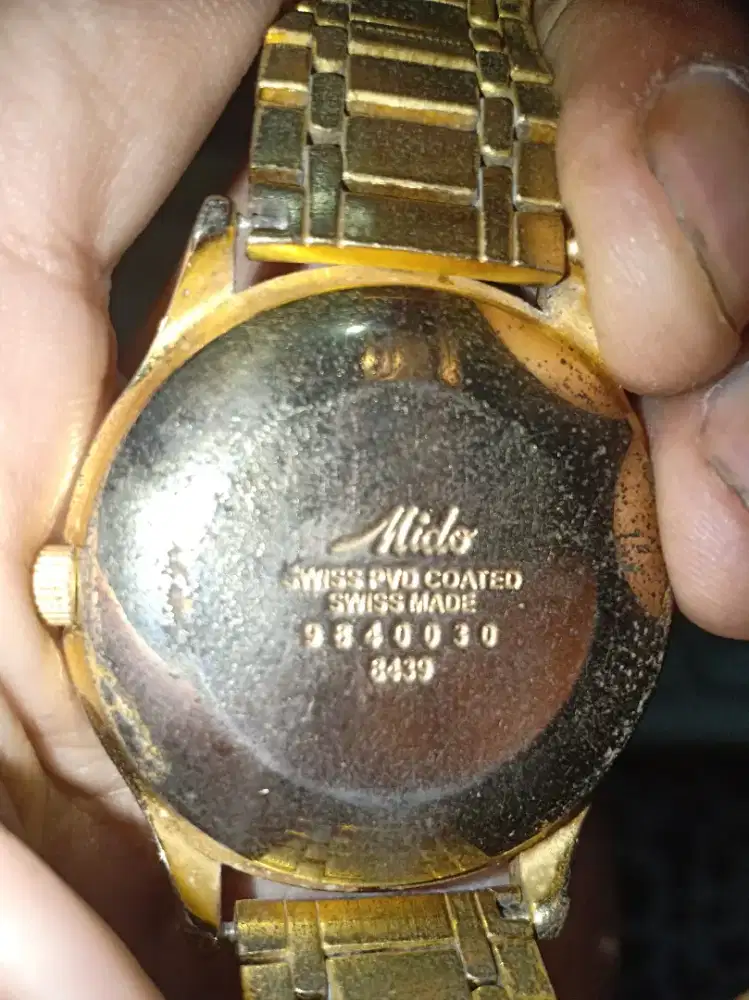 Mido
SWISS PVD COATED
SWISS MADE
9840030
8439